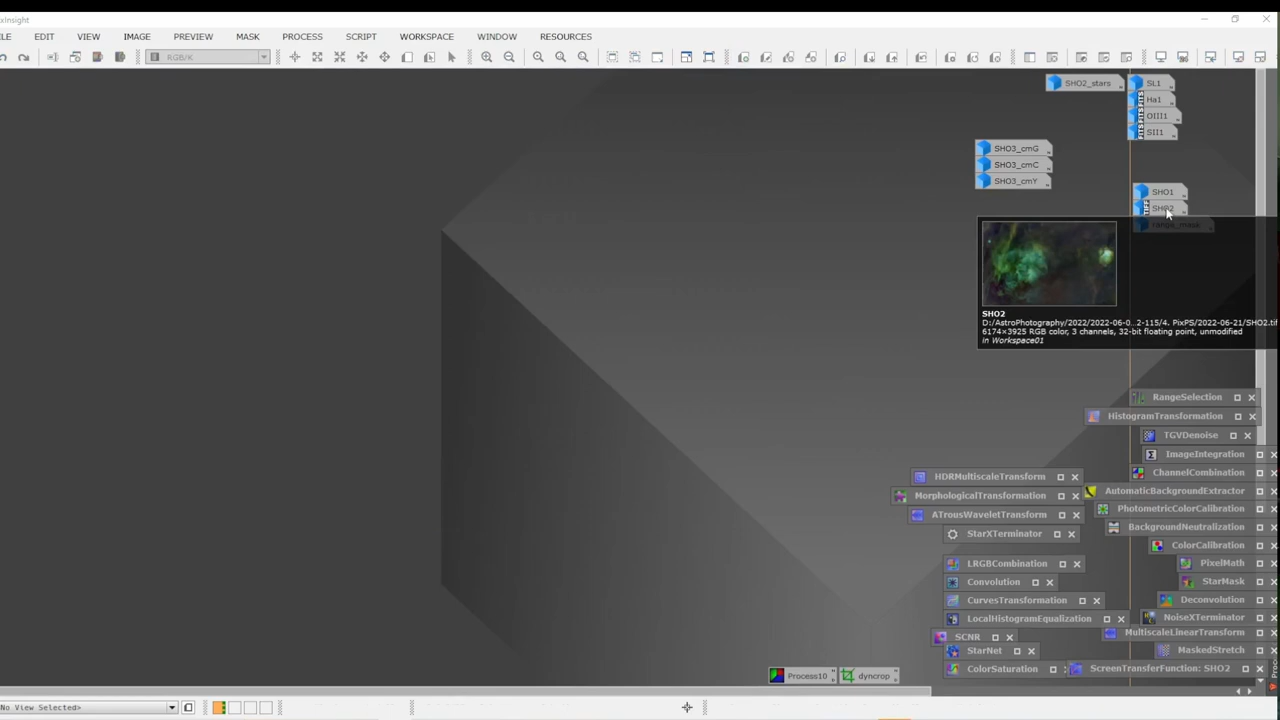 xInsight
LE EDIT VIEW IMAGE PREVIEW MASK PROCESS SCRIPT WORKSPACE WINDOW RESOURCES
RGB/K
SHO2_stars
SL1
Ha1
OIII1
SII1
SHO3_cmG
SHO3_cmC
SHO3_cmY
SHO1
SHO2
range_mask
SHO2
D:/AstroPhotography/2022/2022-06-0...2-115/4. PixPS/2022-06-21/SHO2.tif
6174×3925 RGB color, 3 channels, 32-bit floating point, unmodified
in Workspace01
RangeSelection
HistogramTransformation
TGVDenoise
ImageIntegration
HDRMultiscaleTransform
ChannelCombination
MorphologicalTransformation
AutomaticBackgroundExtractor
ATrousWaveletTransform
PhotometricColorCalibration
StarXTerminator
BackgroundNeutralization
ColorCalibration
LRGBCombination
PixelMath
Convolution
StarMask
CurvesTransformation
Deconvolution
LocalHistogramEqualization
NoiseXTerminator
SCNR
MultiscaleLinearTransform
StarNet
MaskedStretch
ColorSaturation
ScreenTransferFunction: SHO2
Process10
dyncrop
No View Selected>